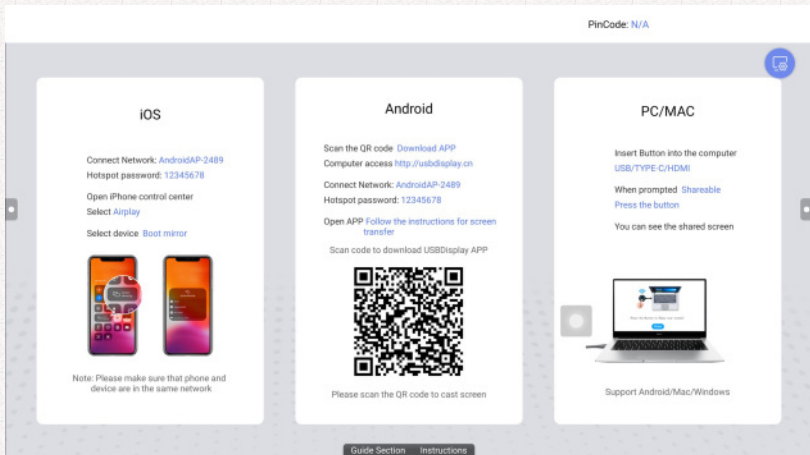 PinCode: N/A
iOS
Connect Network: AndroidAP-2489
Hotspot password: 12345678
Open iPhone control center
Select Airplay
Select device Boot mirror
Note: Please make sure that phone and
device are in the same network
Android
Scan the QR code Download APP
Computer access http://usbdisplay.cn
Connect Network: AndroidAP-2489
Hotspot password: 12345678
Open APP Follow the instructions for screen
transfer
Scan code to download USBDisplay APP
Please scan the QR code to cast screen
PC/MAC
Insert Button into the computer
USB/TYPE-C/HDMI
When prompted Shareable
Press the button
You can see the shared screen
Support Android/Mac/Windows
Guide Section Instructions